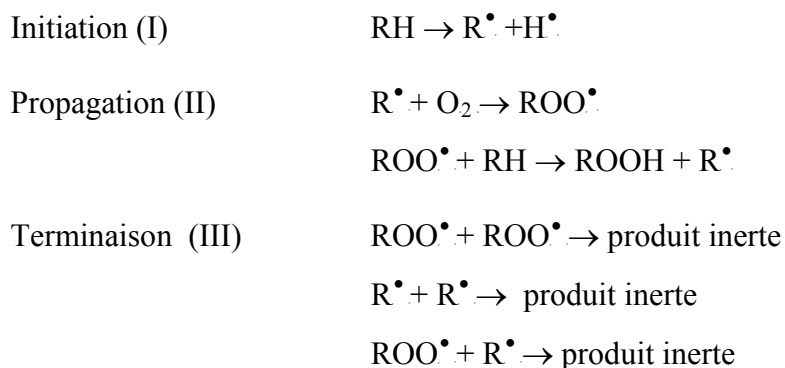 Initiation (I) RH → R• +H•
Propagation (II) R• + O₂ → ROO•
ROO• + RH → ROOH + R•
Terminaison (III) ROO• + ROO• → produit inerte
R• + R• → produit inerte
ROO• + R• → produit inerte